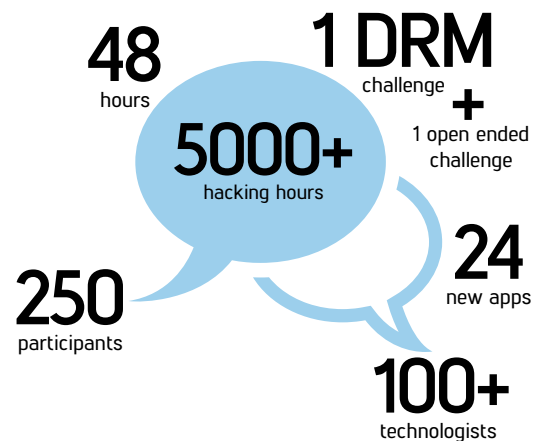 48
hours
1 DRM
challenge
+
1 open ended
challenge
5000+
hacking hours
24
new apps
250
participants
100+
technologists